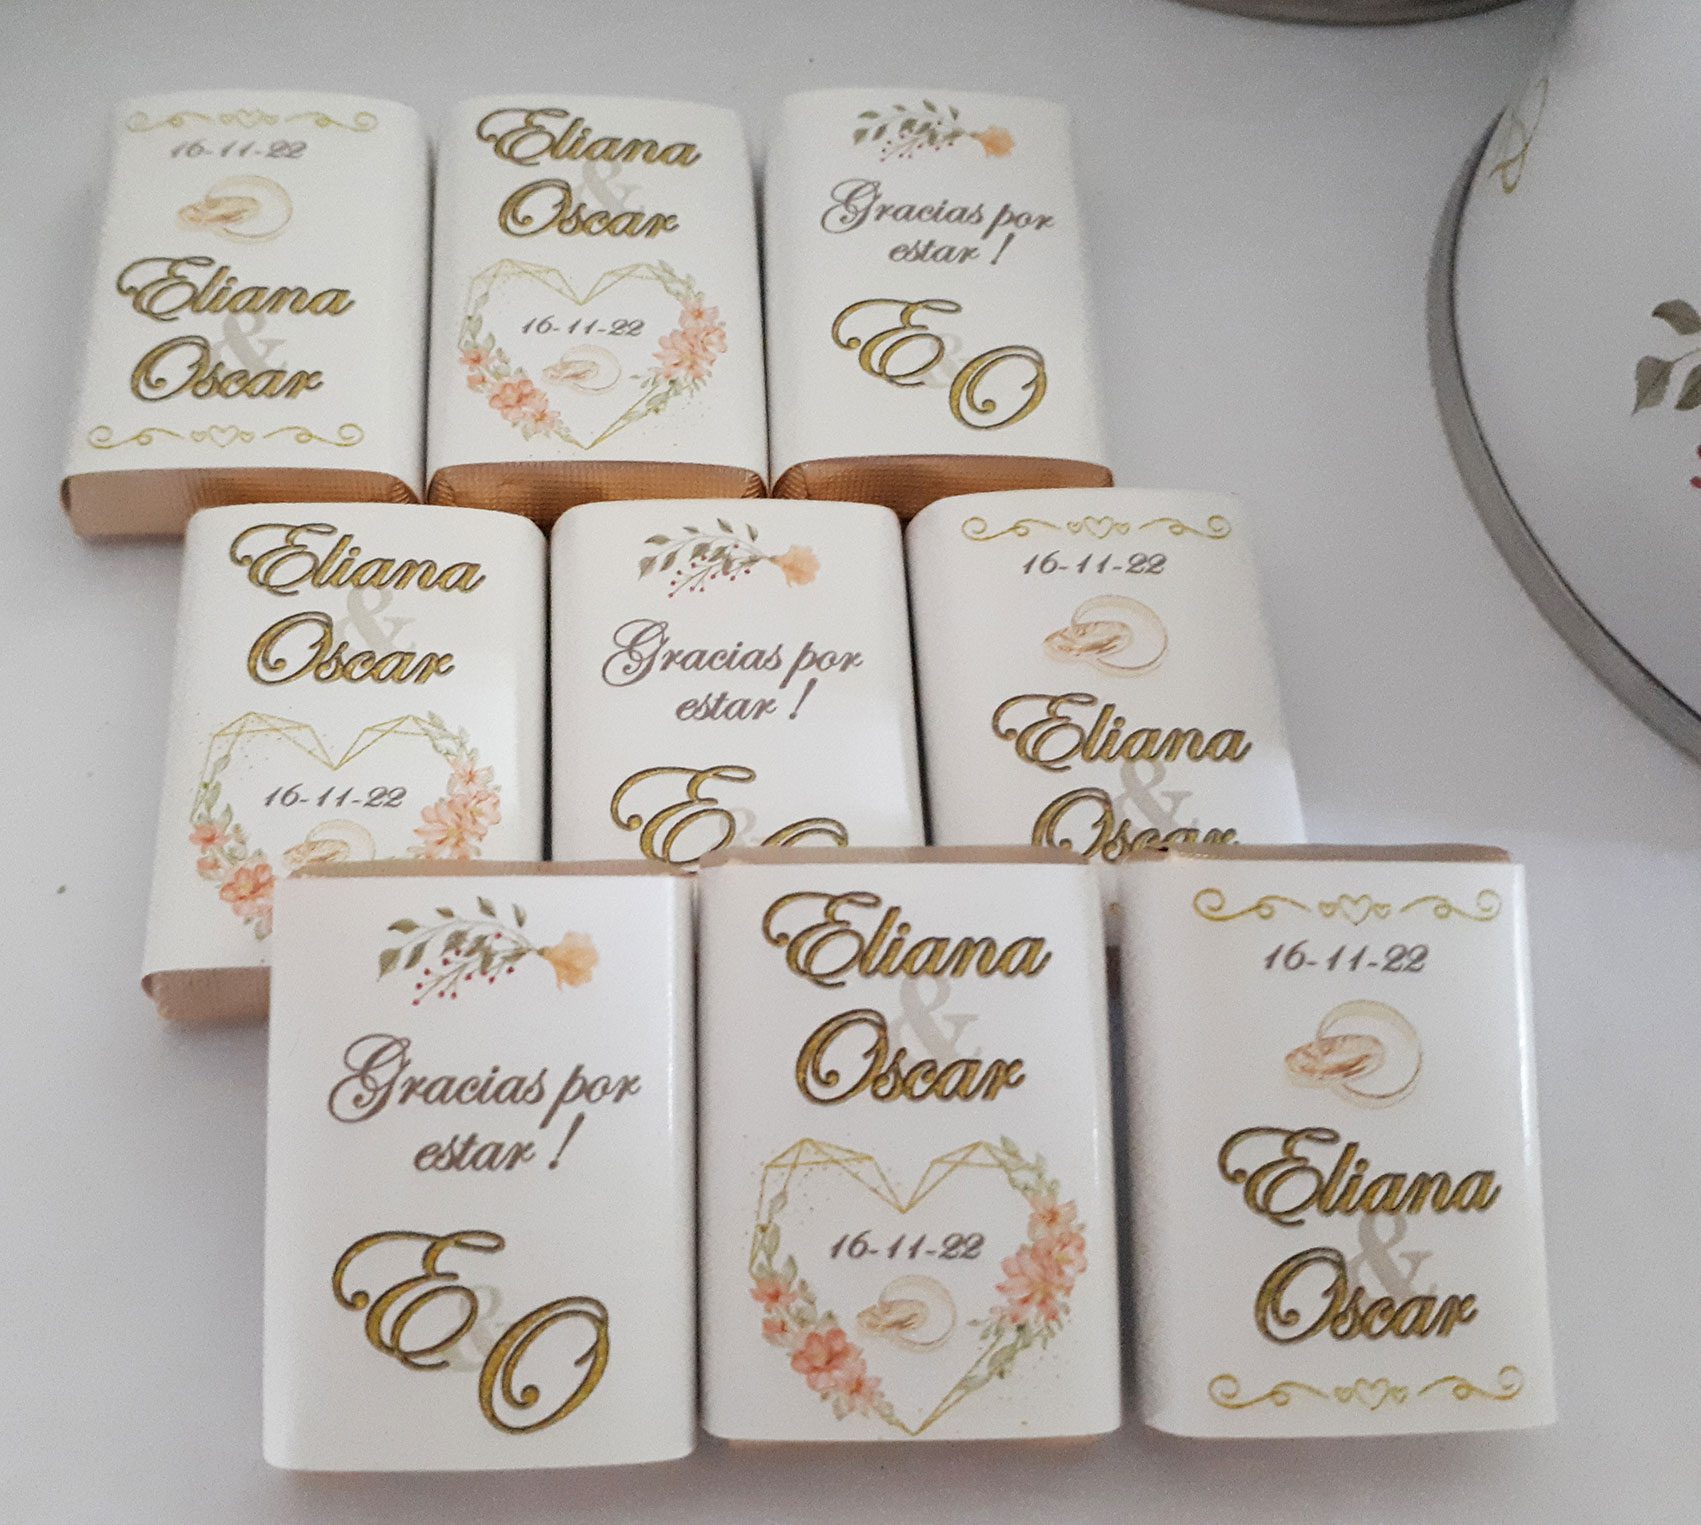 16-11-22
Eliana
&
Oscar
Eliana
&
Oscar
16-11-22
Gracias por
estar !
E & O
Eliana
&
Oscar
16-11-22
Gracias por
estar !
E & O
16-11-22
Eliana
&
Oscar
Gracias por
estar !
E & O
Eliana
&
Oscar
16-11-22
16-11-22
Eliana
&
Oscar